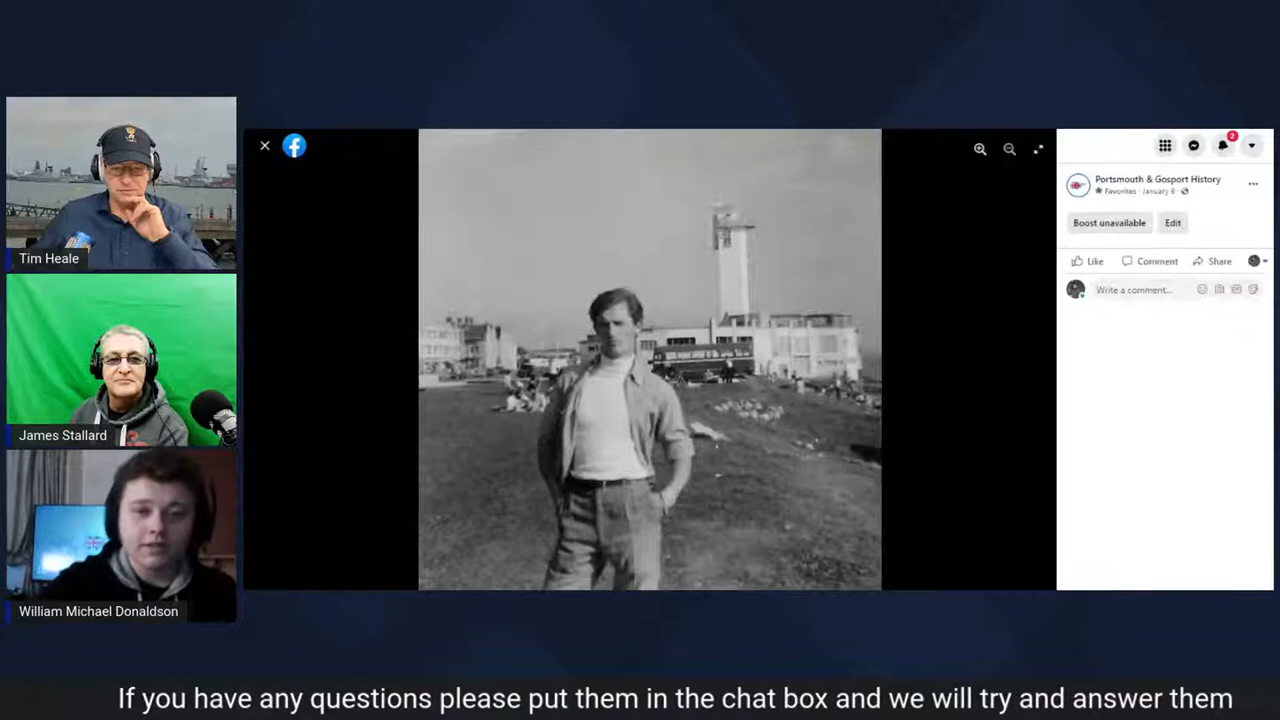 Tim Heale
James Stallard
William Michael Donaldson
2
Portsmouth & Gosport History
Favorites · January 9 ·
Boost unavailable
Edit
Like
Comment
Share
Write a comment...
If you have any questions please put them in the chat box and we will try and answer them